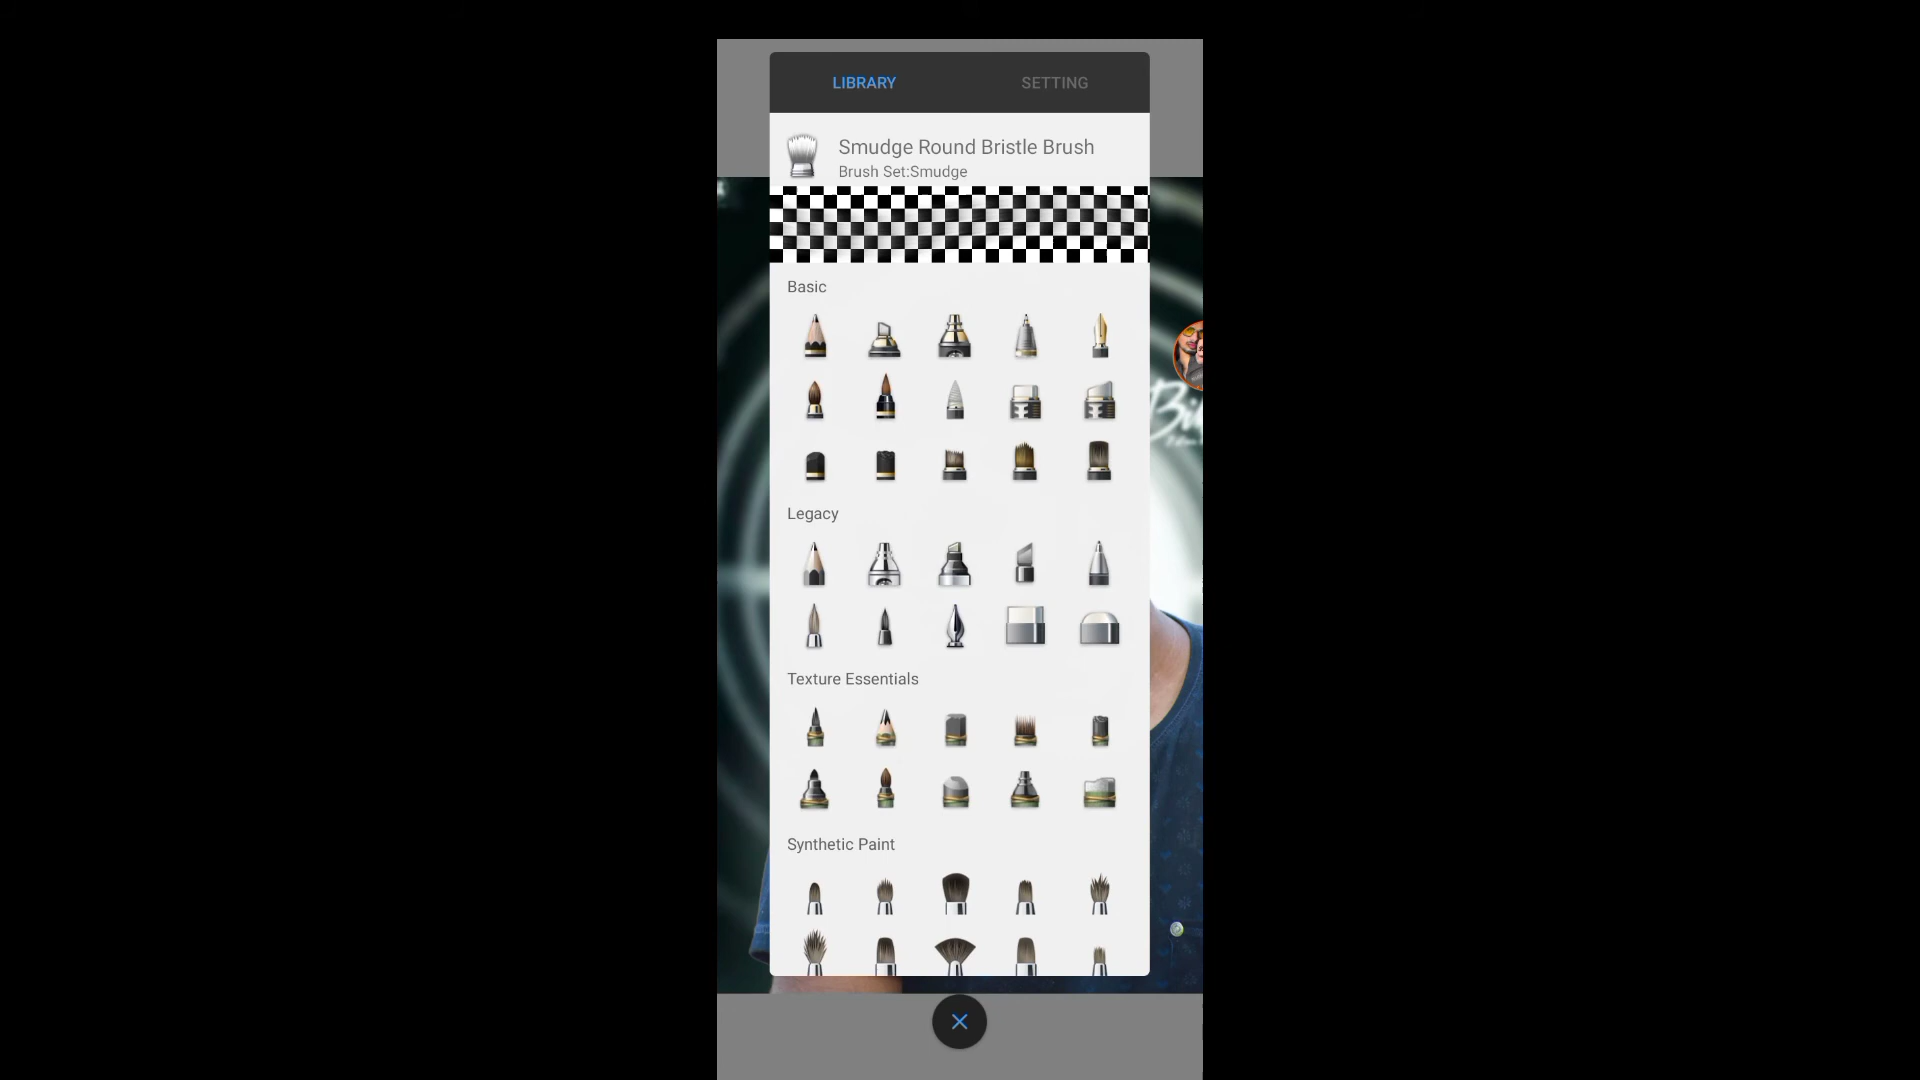 LIBRARY SETTING
Smudge Round Bristle Brush
Brush Set:Smudge
Basic
Legacy
Texture Essentials
Synthetic Paint